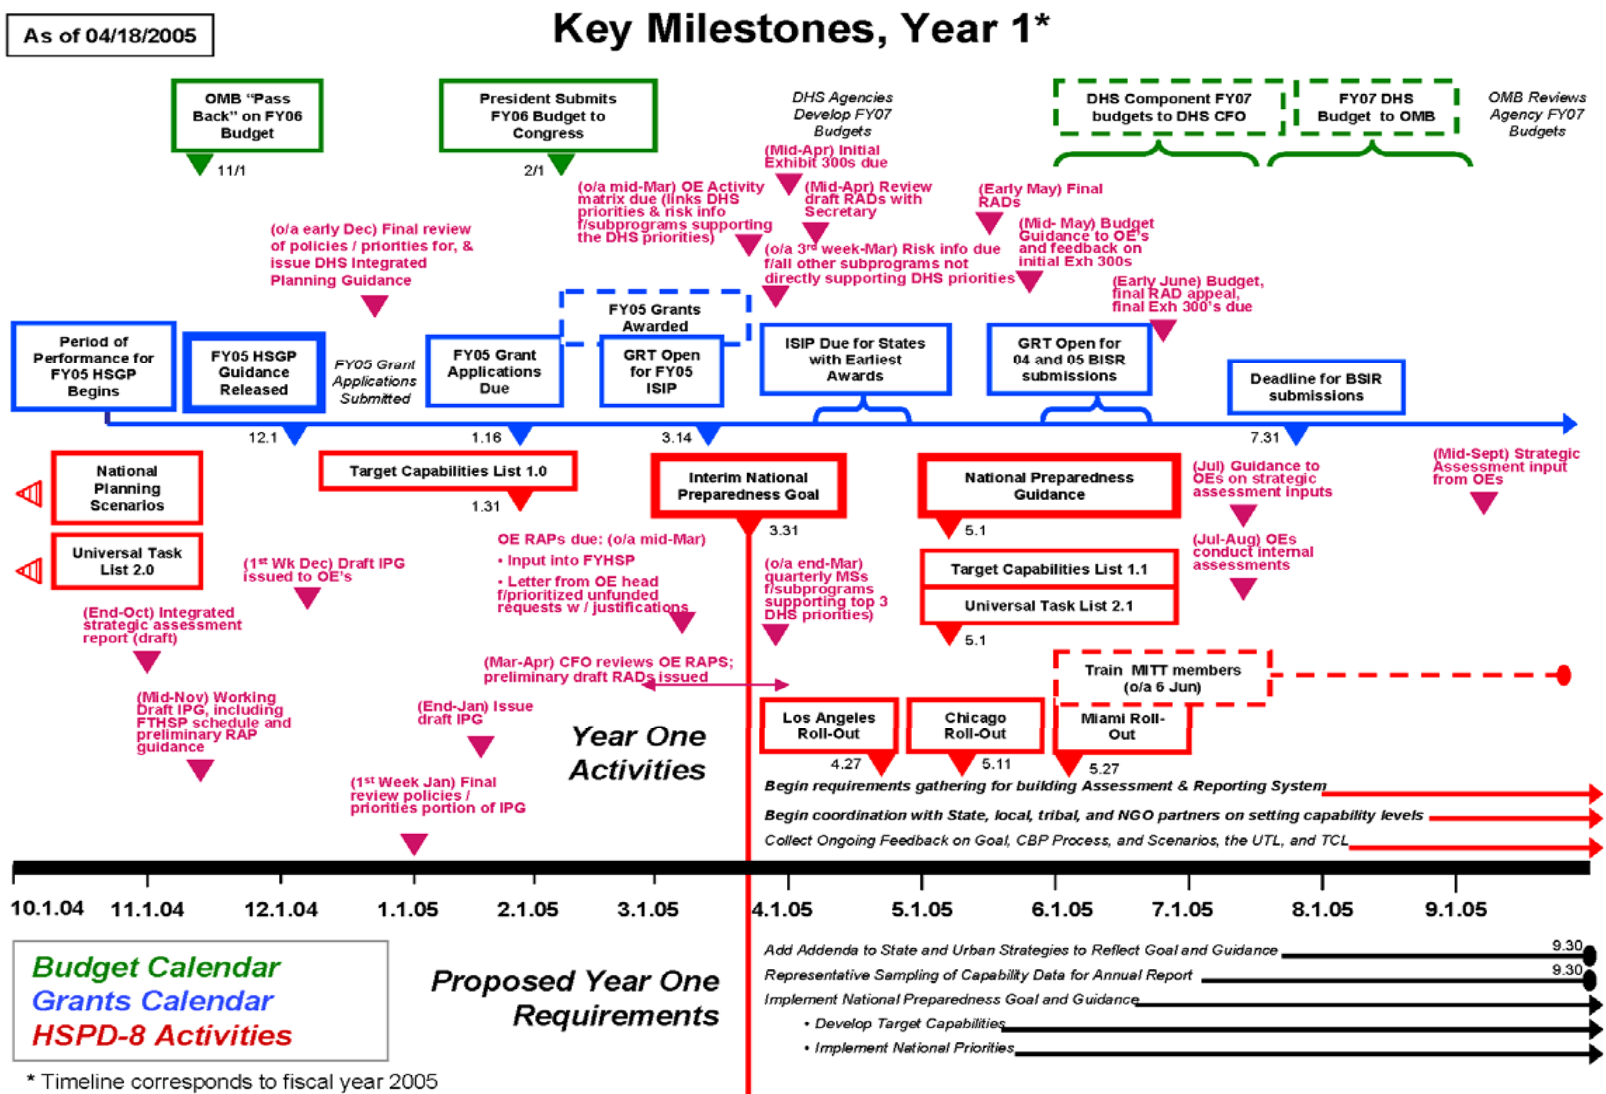 Key Milestones, Year 1*
As of 04/18/2005
OMB “Pass
Back” on FY06
Budget
11/1
President Submits
FY06 Budget to
Congress
2/1
DHS Agencies
Develop FY07
Budgets
DHS Component FY07
budgets to DHS CFO
FY07 DHS
Budget to OMB
OMB Reviews
Agency FY07
Budgets
(Mid-Apr) Initial
Exhibit 300s due
(o/a mid-Mar) OE Activity
matrix due (links DHS
priorities & risk info
f/subprograms supporting
the DHS priorities)
(Mid-Apr) Review
draft RADs with
Secretary
(Early May) Final
RADs
(Mid- May) Budget
Guidance to OE's
and feedback on
initial Exh 300s
(o/a early Dec) Final review
of policies / priorities for, &
issue DHS Integrated
Planning Guidance
(o/a 3rd week-Mar) Risk info due
f/all other subprograms not
directly supporting DHS priorities
(Early June) Budget,
final RAD appeal,
final Exh 300's due
Period of
Performance for
FY05 HSGP
Begins
FY05 HSGP
Guidance
Released
FY05 Grant
Applications
Submitted
FY05 Grant
Applications
Due
FY05 Grants
Awarded
GRT Open
for FY05
ISIP
ISIP Due for States
with Earliest
Awards
GRT Open for
04 and 05 BISR
submissions
Deadline for BSIR
submissions
12.1
1.16
3.14
7.31
National
Planning
Scenarios
Target Capabilities List 1.0
1.31
Interim National
Preparedness Goal
3.31
National Preparedness
Guidance
5.1
(Jul) Guidance to
OEs on strategic
assessment inputs
(Mid-Sept) Strategic
Assessment input
from OEs
Universal Task
List 2.0
(1st Wk Dec) Draft IPG
issued to OE's
OE RAPs due: (o/a mid-Mar)
• Input into FYHSP
• Letter from OE head
f/prioritized unfunded
requests w / justifications
(o/a end-Mar)
quarterly MSs
f/subprograms
supporting top 3
DHS priorities)
Target Capabilities List 1.1
Universal Task List 2.1
5.1
(Jul-Aug) OEs
conduct internal
assessments
(End-Oct) Integrated
strategic assessment
report (draft)
(Mar-Apr) CFO reviews OE RAPS;
preliminary draft RADs issued
Train MITT members
(o/a 6 Jun)
(Mid-Nov) Working
Draft IPG, including
FTHSP schedule and
preliminary RAP
guidance
(End-Jan) Issue
draft IPG
Year One
Activities
Los Angeles
Roll-Out
4.27
Chicago
Roll-Out
5.11
Miami Roll-
Out
5.27
(1st Week Jan) Final
review policies /
priorities portion of IPG
Begin requirements gathering for building Assessment & Reporting System
Begin coordination with State, local, tribal, and NGO partners on setting capability levels
Collect Ongoing Feedback on Goal, CBP Process, and Scenarios, the UTL, and TCL
10.1.04 11.1.04 12.1.04 1.1.05 2.1.05 3.1.05 4.1.05 5.1.05 6.1.05 7.1.05 8.1.05 9.1.05
Budget Calendar
Grants Calendar
HSPD-8 Activities
Proposed Year One
Requirements
Add Addenda to State and Urban Strategies to Reflect Goal and Guidance
9.30
Representative Sampling of Capability Data for Annual Report
9.30
Implement National Preparedness Goal and Guidance
• Develop Target Capabilities
• Implement National Priorities
* Timeline corresponds to fiscal year 2005